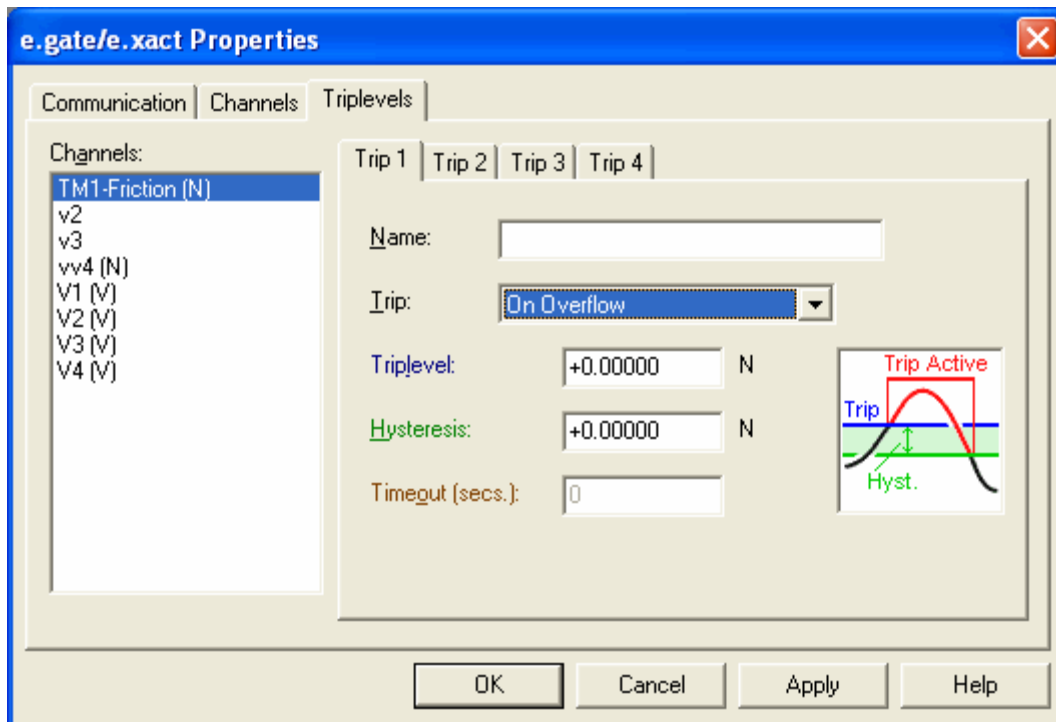 e.gate/e.xact Properties
Communication Channels Triplevels
Channels:
TM1-Friction (N)
v2
v3
vv4 (N)
V1 (V)
V2 (V)
V3 (V)
V4 (V)
Trip 1 Trip 2 Trip 3 Trip 4
Name:
Trip: On Overflow
Triplevel: +0.00000 N
Hysteresis: +0.00000 N
Timeout (secs.): 0
Trip Active
Trip
Hyst.
OK Cancel Apply Help